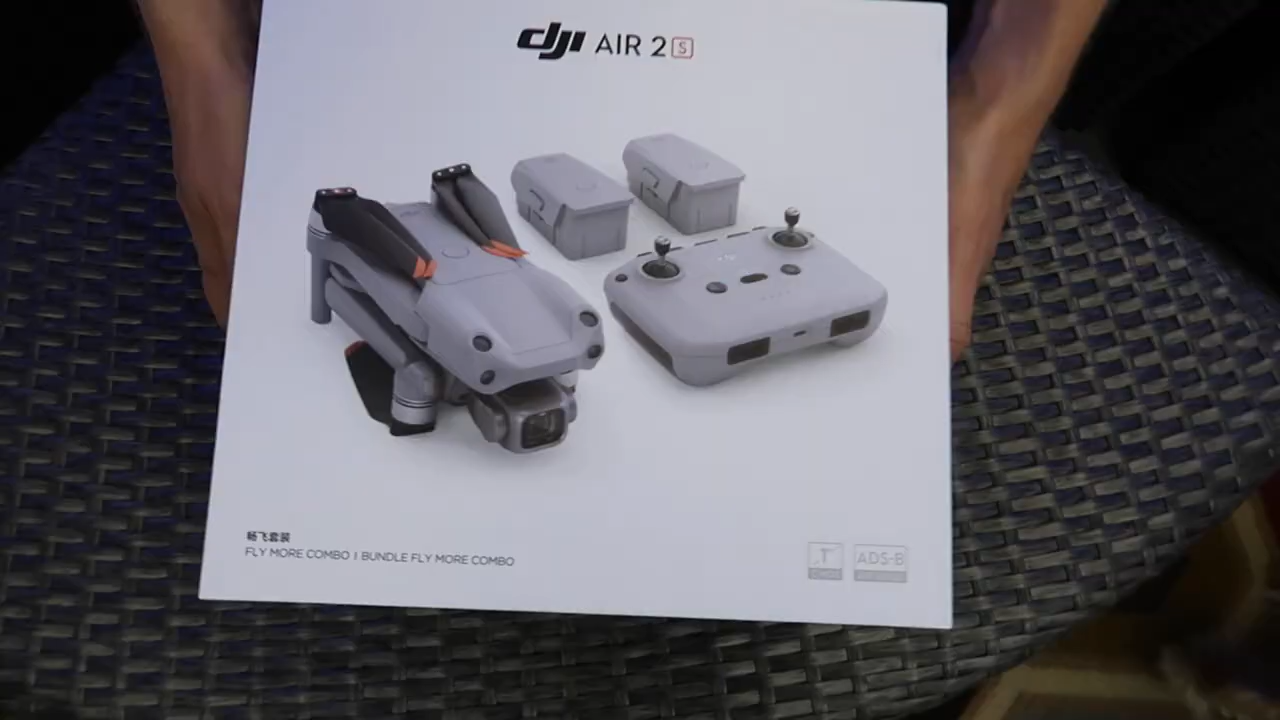 dji AIR 2S
畅飞套装
FLY MORE COMBO | BUNDLE FLY MORE COMBO
T ADS-B